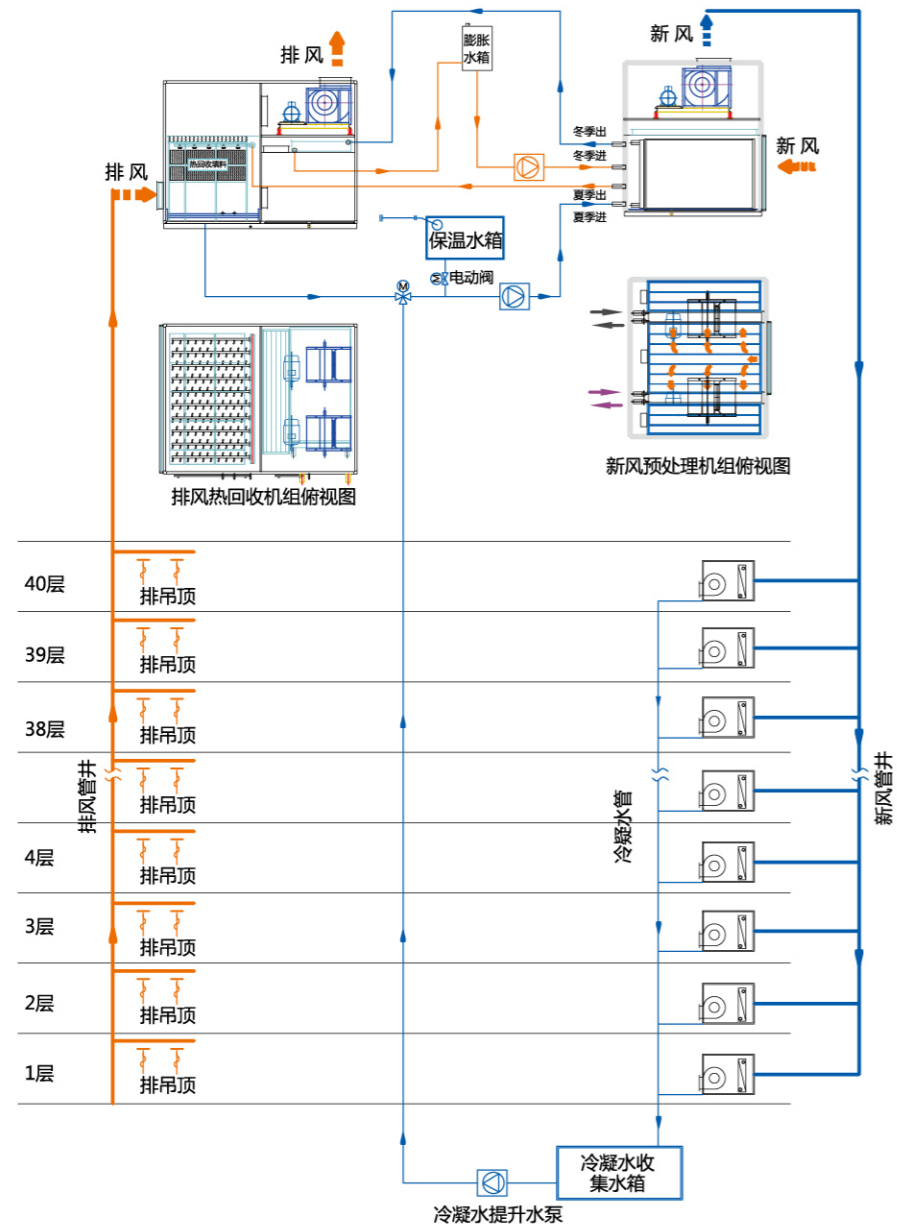 排风
膨胀
水箱
新风
排风
热回收填料
冬季出
冬季进
夏季出
夏季进
新风
保温水箱
M
M
电动阀
排风热回收机组俯视图
新风预处理机组俯视图
40层
排吊顶
39层
排吊顶
38层
排吊顶
排风管井
排吊顶
冷凝水管
新风管井
4层
排吊顶
3层
排吊顶
2层
排吊顶
1层
排吊顶
冷凝水收
集水箱
冷凝水提升水泵